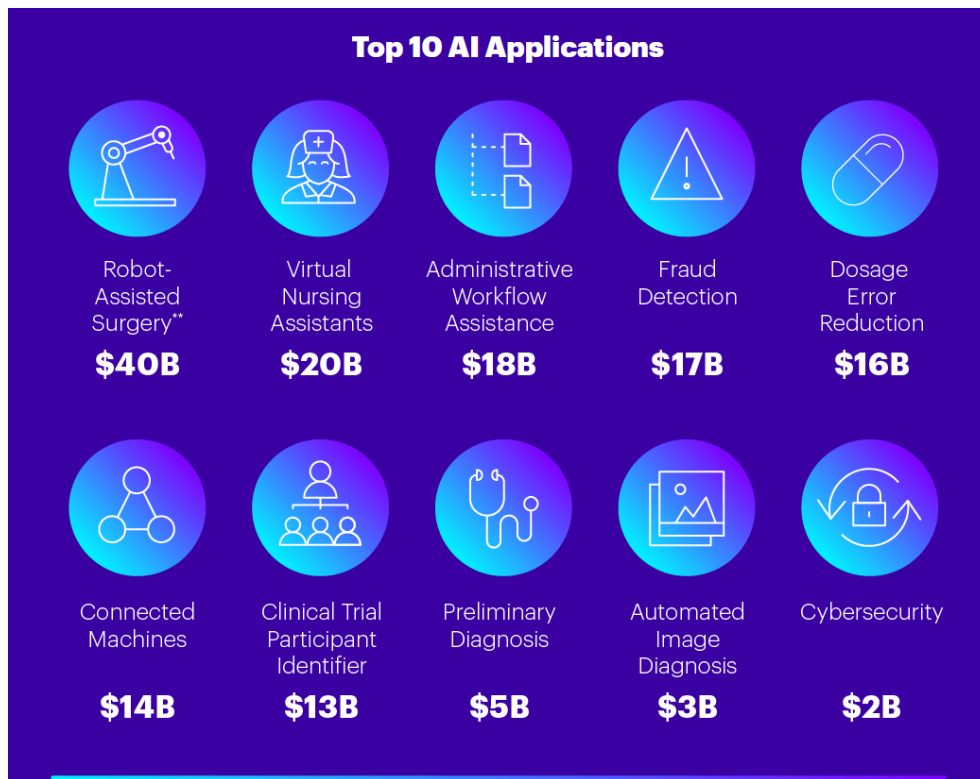 Top 10 AI Applications
Robot-
Assisted
Surgery**
$40B
Virtual
Nursing
Assistants
$20B
Administrative
Workflow
Assistance
$18B
Fraud
Detection
$17B
Dosage
Error
Reduction
$16B
Connected
Machines
$14B
Clinical Trial
Participant
Identifier
$13B
Preliminary
Diagnosis
$5B
Automated
Image
Diagnosis
$3B
Cybersecurity
$2B